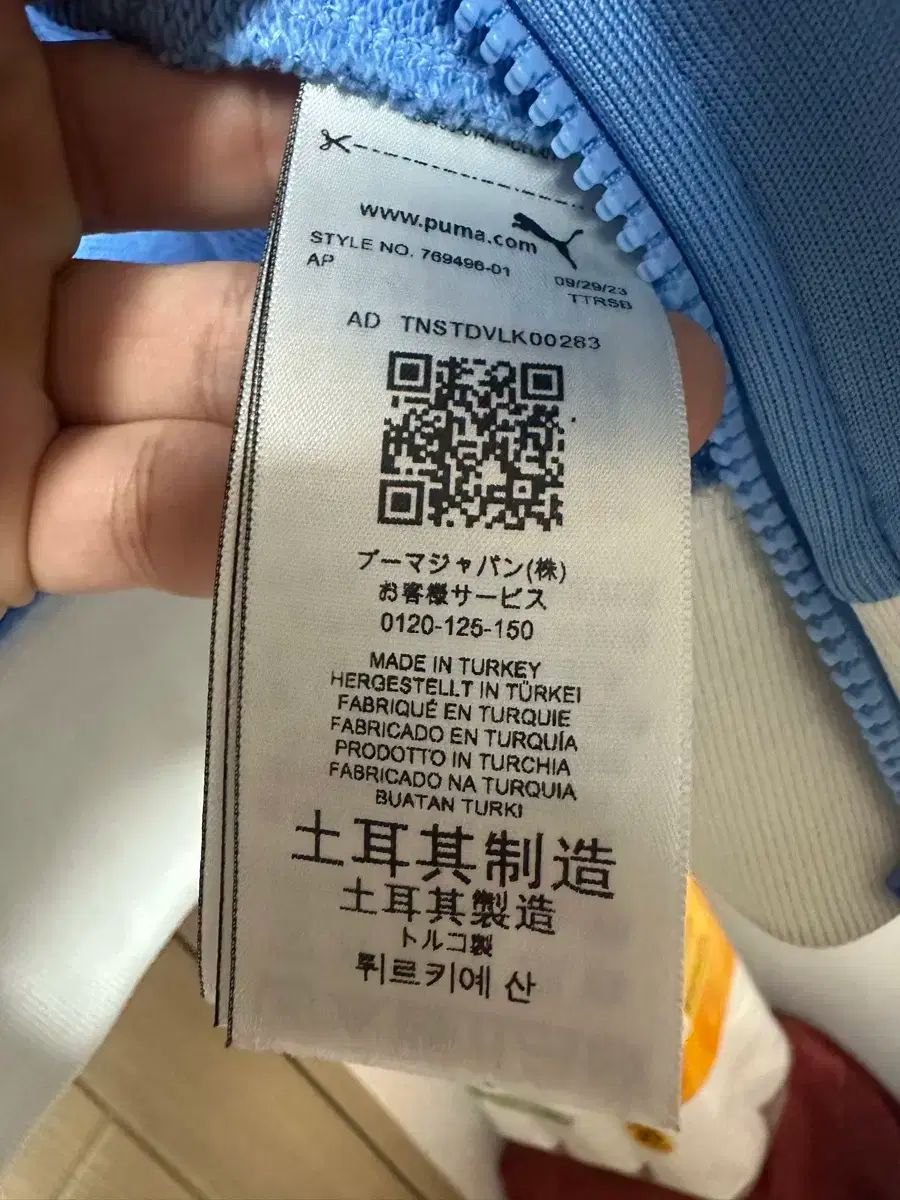 www.puma.com
STYLE NO. 769496-01
AP
09/29/23
TTRSB
AD TNSTDVLK00283
プーマジャパン(株)
お客様サービス
0120-125-150
MADE IN TURKEY
HERGESTELLT IN TÜRKEI
FABRIQUÉ EN TURQUIE
FABRICADO EN TURQUÍA
PRODOTTO IN TURCHIA
FABRICADO NA TURQUIA
BUATAN TURKI
土耳其制造
土耳其製造
トルコ製
튀르키예 산